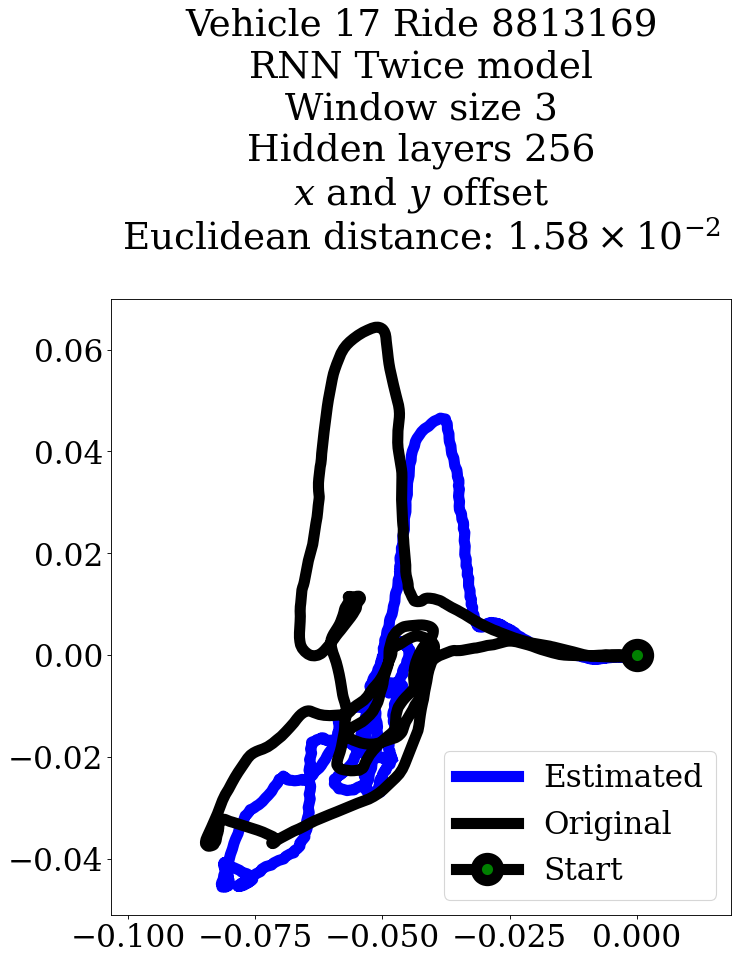 Vehicle 17 Ride 8813169
RNN Twice model
Window size 3
Hidden layers 256
x and y offset
Euclidean distance: 1.58 × 10⁻²
0.06
0.04
0.02
0.00
−0.02
−0.04
Estimated
Original
Start
−0.100 −0.075 −0.050 −0.025 0.000